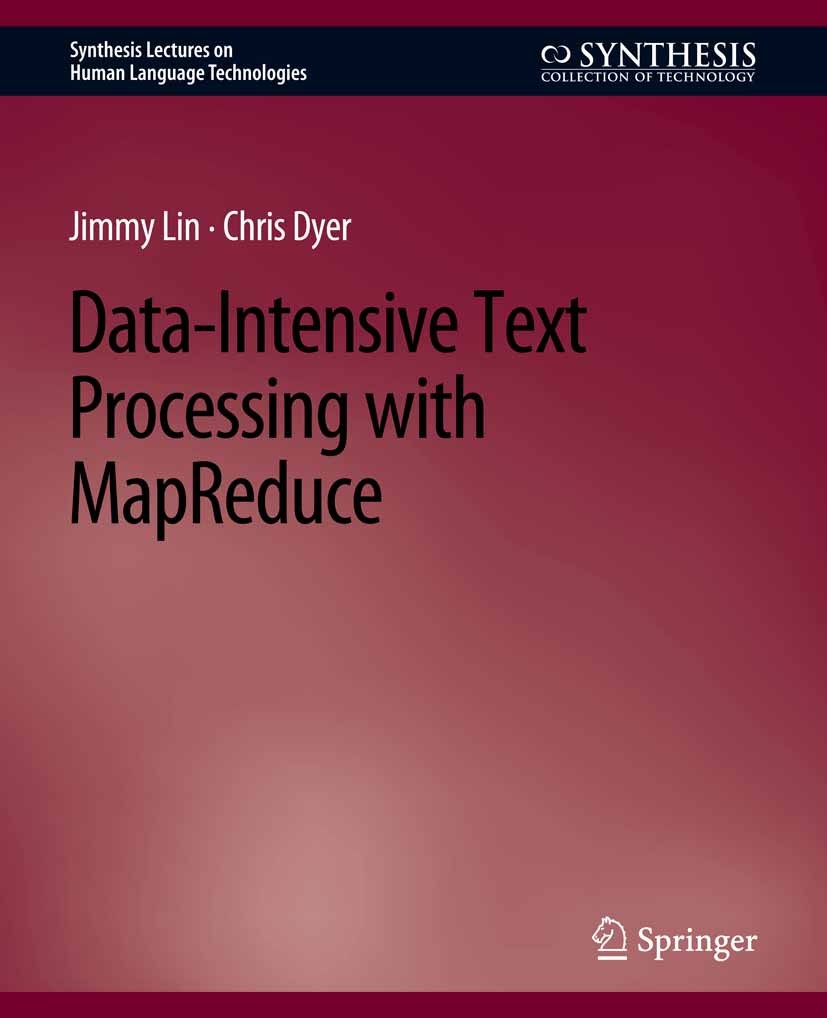 Synthesis Lectures on
Human Language Technologies
SYNTHESIS
COLLECTION OF TECHNOLOGY
Jimmy Lin · Chris Dyer
Data-Intensive Text
Processing with
MapReduce
Springer